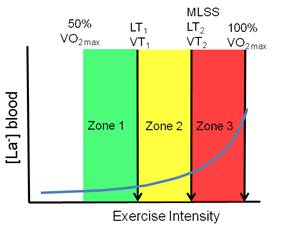 50%
VO2max
LT1
VT1
MLSS
LT2
VT2
100%
VO2max
[La-] blood
Zone 1
Zone 2
Zone 3
Exercise Intensity